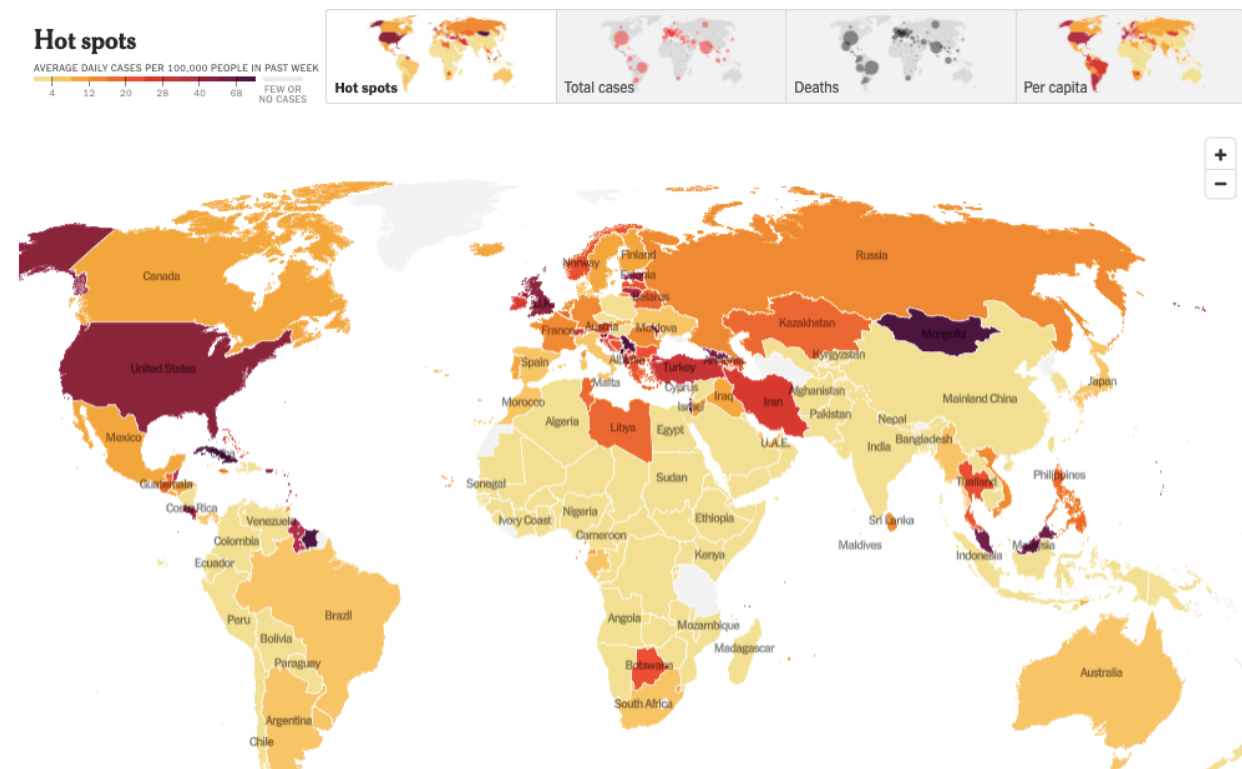 Hot spots
AVERAGE DAILY CASES PER 100,000 PEOPLE IN PAST WEEK
4 12 20 28 40 68 FEW OR
NO CASES
Hot spots
Total cases
Deaths
Per capita
+
−
Canada
United States
Mexico
Cuba
Guatemala
Costa Rica
Venezuela
Colombia
Ecuador
Peru
Brazil
Bolivia
Paraguay
Argentina
Chile
Norway
Finland
Estonia
Belarus
U.K.
France
Austria
Moldova
Spain
Albania
Malta
Turkey
Armenia
Cyprus
Israel
Iraq
Iran
Russia
Kazakhstan
Kyrgyzstan
Mongolia
Afghanistan
Pakistan
Mainland China
Japan
Nepal
India
Bangladesh
U.A.E.
Morocco
Algeria
Libya
Egypt
Senegal
Sudan
Ivory Coast
Nigeria
Cameroon
Ethiopia
Kenya
Angola
Mozambique
Madagascar
Botswana
South Africa
Sri Lanka
Maldives
Thailand
Philippines
Malaysia
Indonesia
Australia